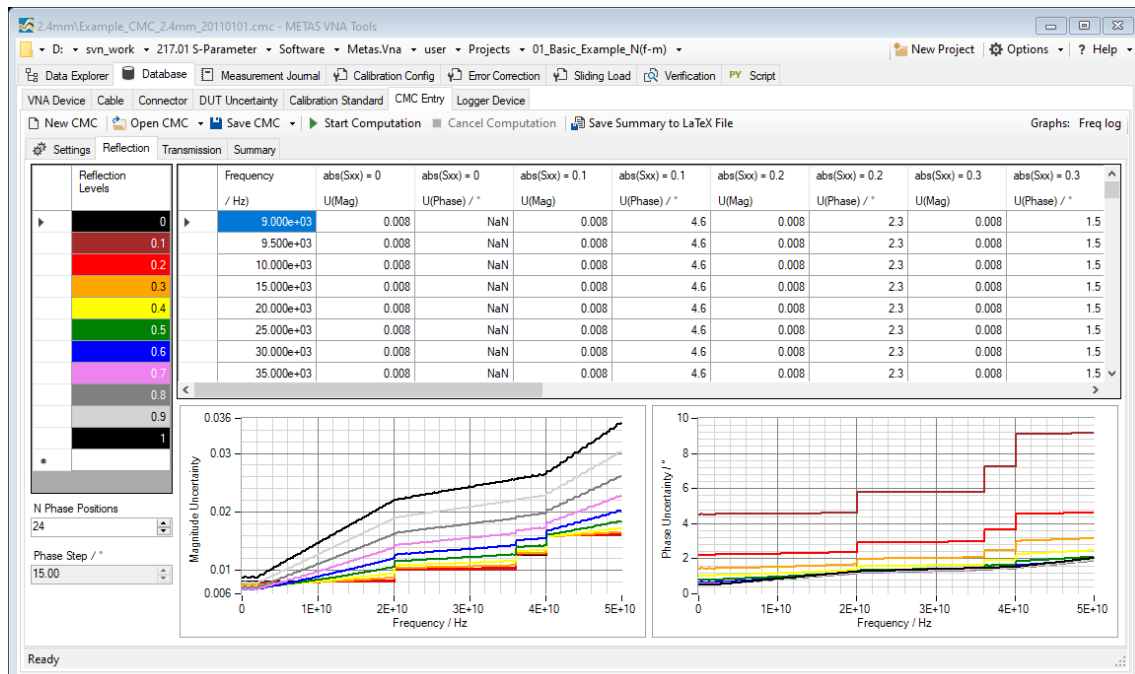 2.4mm\Example_CMC_2.4mm_20110101.cmc - METAS VNA Tools
D: svn_work 217.01 S-Parameter Software Metas.Vna user Projects 01_Basic_Example_N(f-m) New Project Options ? Help
Data Explorer Database Measurement Journal Calibration Config Error Correction Sliding Load Verification PY Script
VNA Device Cable Connector DUT Uncertainty Calibration Standard CMC Entry Logger Device
New CMC Open CMC Save CMC Start Computation Cancel Computation Save Summary to LaTeX File Graphs: Freq log
Settings Reflection Transmission Summary
Reflection
Levels
0
0.1
0.2
0.3
0.4
0.5
0.6
0.7
0.8
0.9
1
*
N Phase Positions
24
Phase Step / °
15.00
Frequency abs(Sxx) = 0 abs(Sxx) = 0 abs(Sxx) = 0.1 abs(Sxx) = 0.1 abs(Sxx) = 0.2 abs(Sxx) = 0.2 abs(Sxx) = 0.3 abs(Sxx) = 0.3
/ Hz) U(Mag) U(Phase) / ° U(Mag) U(Phase) / ° U(Mag) U(Phase) / ° U(Mag) U(Phase) / °
9.000e+03 0.008 NaN 0.008 4.6 0.008 2.3 0.008 1.5
9.500e+03 0.008 NaN 0.008 4.6 0.008 2.3 0.008 1.5
10.000e+03 0.008 NaN 0.008 4.6 0.008 2.3 0.008 1.5
15.000e+03 0.008 NaN 0.008 4.6 0.008 2.3 0.008 1.5
20.000e+03 0.008 NaN 0.008 4.6 0.008 2.3 0.008 1.5
25.000e+03 0.008 NaN 0.008 4.6 0.008 2.3 0.008 1.5
30.000e+03 0.008 NaN 0.008 4.6 0.008 2.3 0.008 1.5
35.000e+03 0.008 NaN 0.008 4.6 0.008 2.3 0.008 1.5
Magnitude Uncertainty
0.036
0.03
0.02
0.01
0.006
0 1E+10 2E+10 3E+10 4E+10 5E+10
Frequency / Hz
Phase Uncertainty / °
10
8
6
4
2
0
0 1E+10 2E+10 3E+10 4E+10 5E+10
Frequency / Hz
Ready